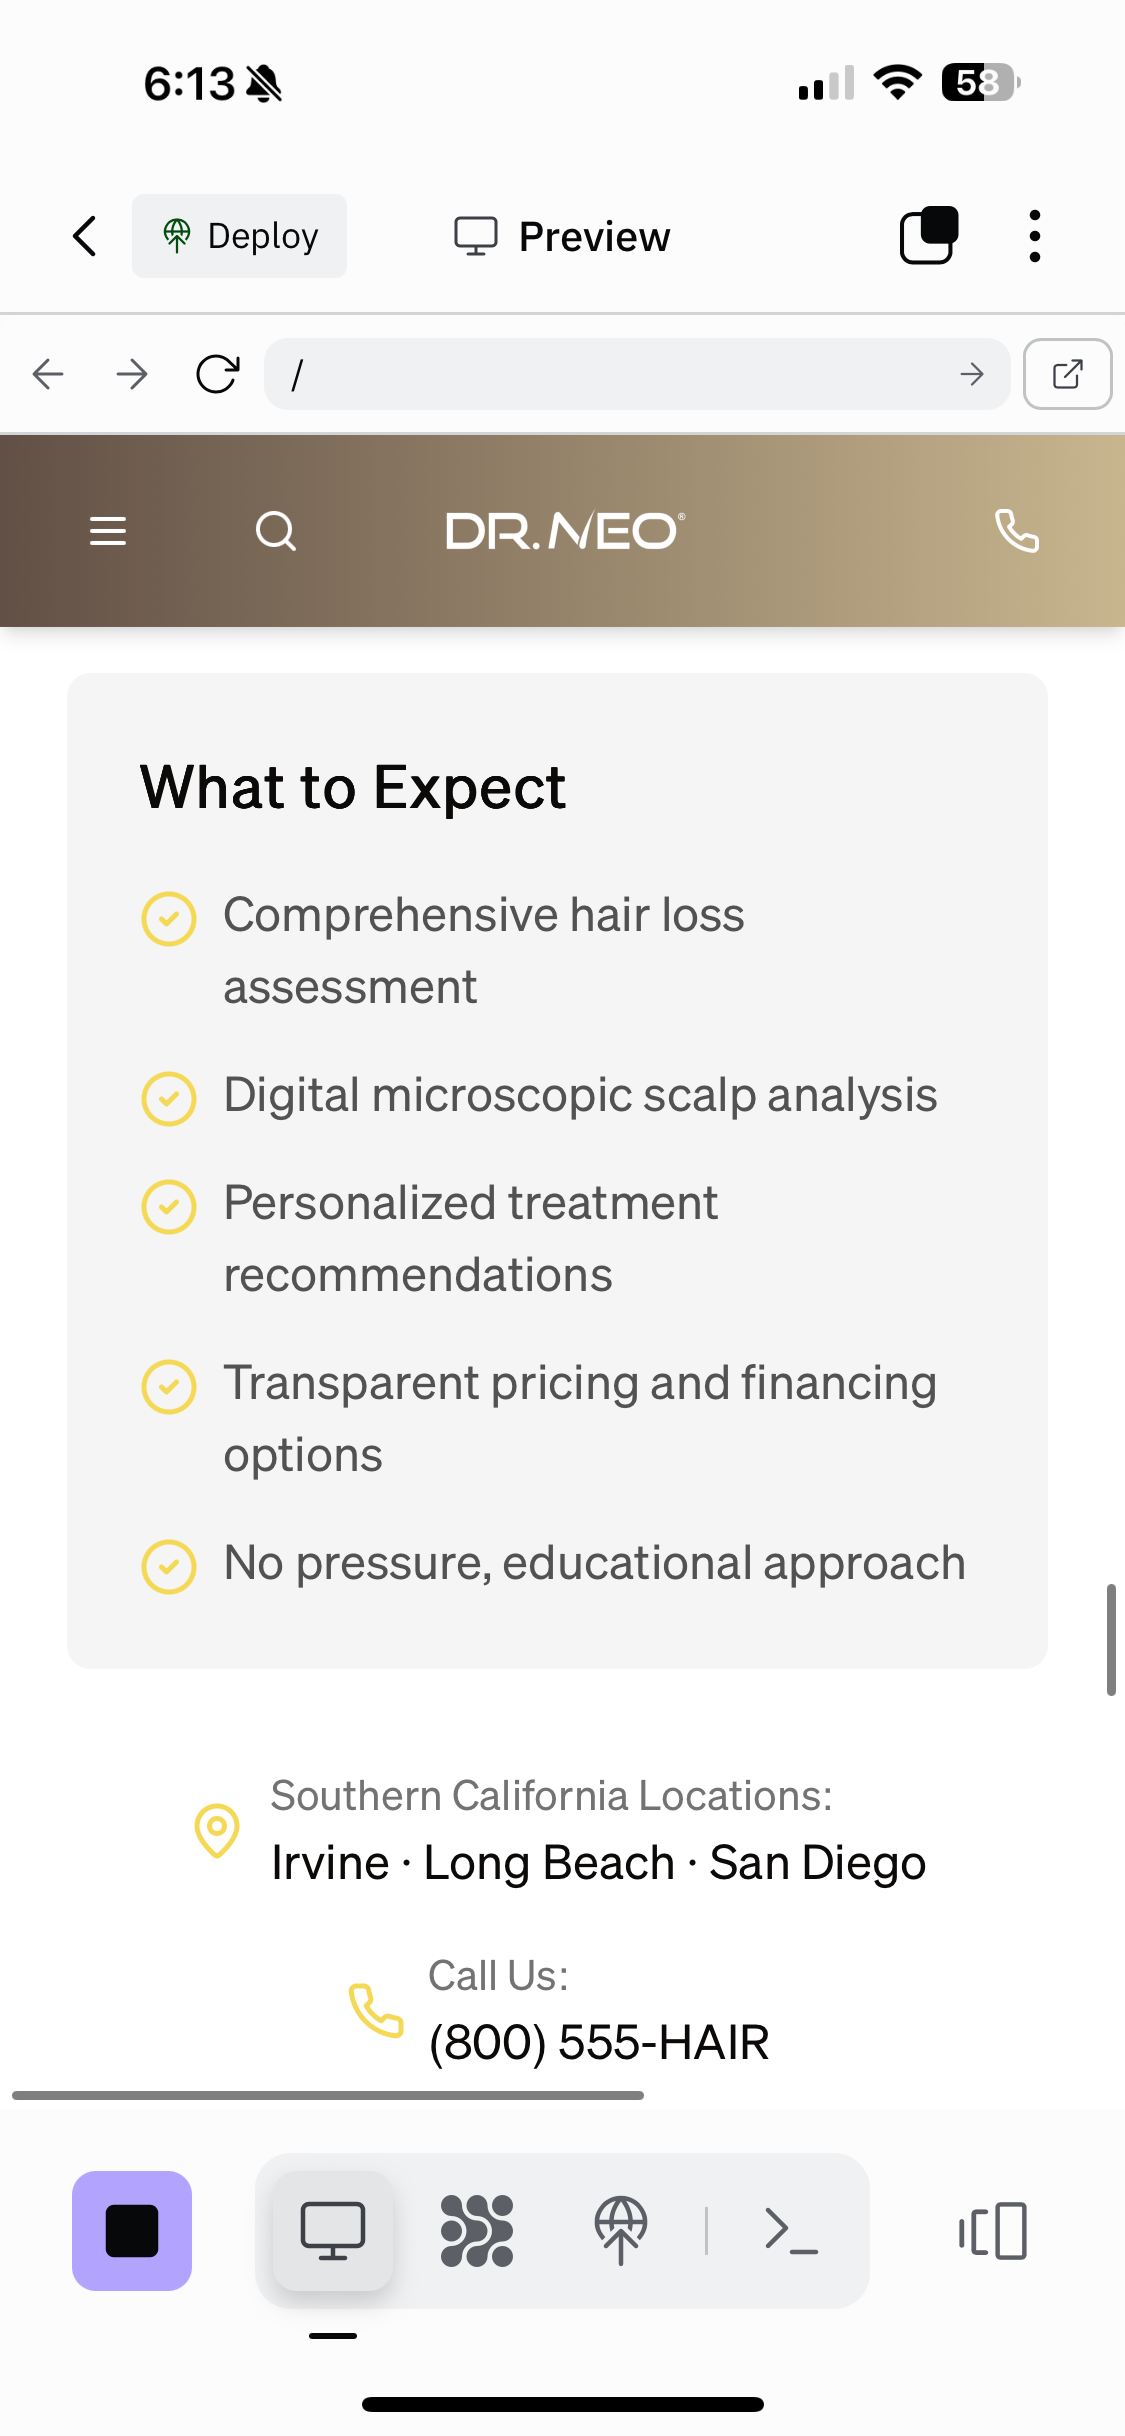 6:13
58
Deploy
Preview
/
DR.NEO®
What to Expect
Comprehensive hair loss
assessment
Digital microscopic scalp analysis
Personalized treatment
recommendations
Transparent pricing and financing
options
No pressure, educational approach
Southern California Locations:
Irvine · Long Beach · San Diego
Call Us:
(800) 555-HAIR